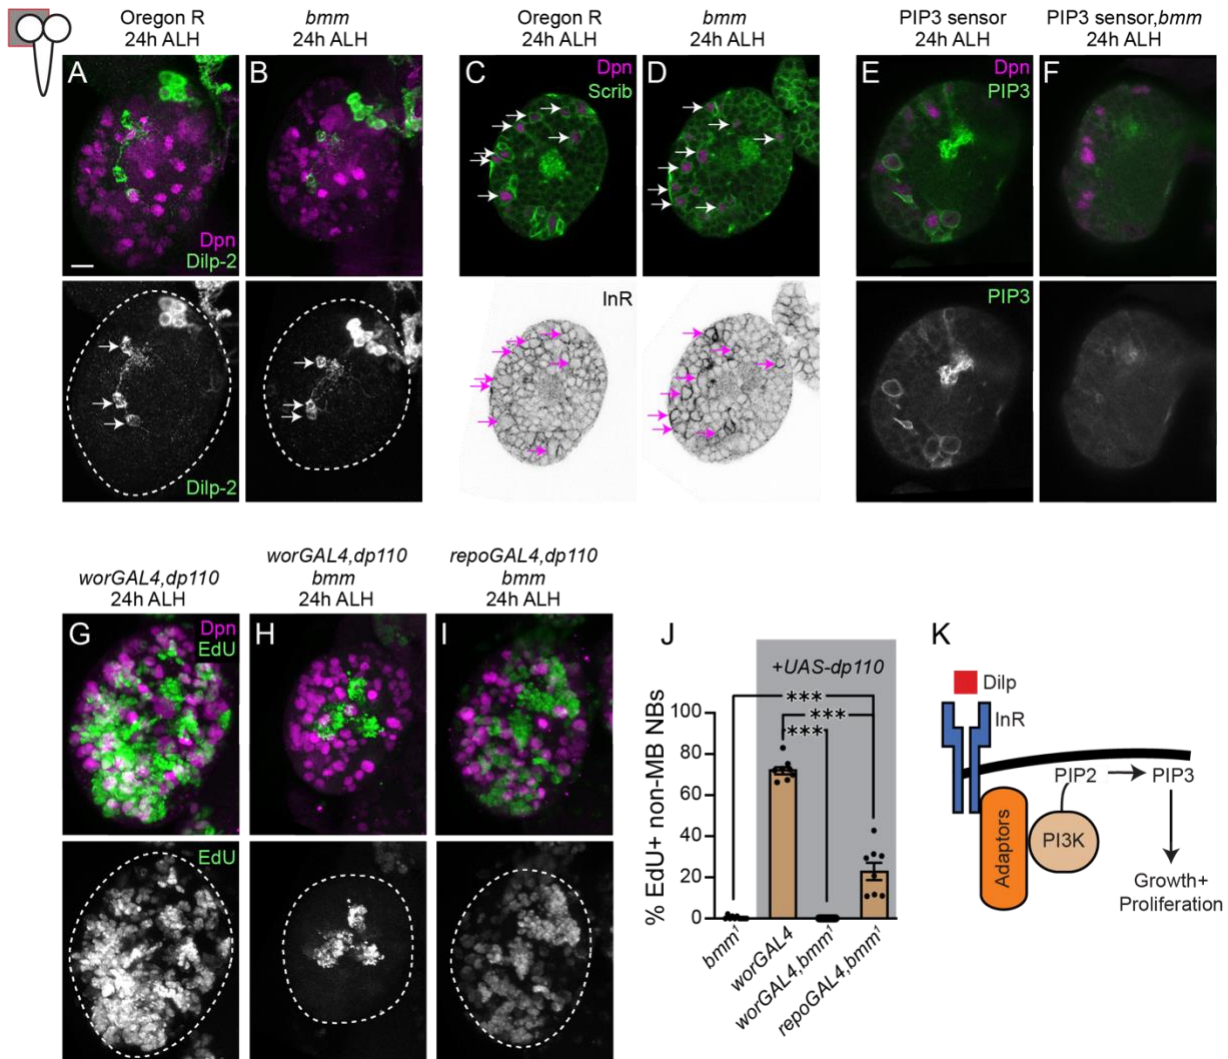 Oregon R
24h ALH
bmm
24h ALH
Oregon R
24h ALH
bmm
24h ALH
PIP3 sensor
24h ALH
PIP3 sensor,bmm
24h ALH
A
Dpn
Dilp-2
B
C
Dpn
Scrib
D
E
Dpn
PIP3
F
Dilp-2
InR
PIP3
worGAL4,dp110
24h ALH
worGAL4,dp110
bmm
24h ALH
repoGAL4,dp110
bmm
24h ALH
G
Dpn
EdU
H
I
EdU
J
+UAS-dp110
***
***
***
% EdU+ non-MB NBs
100
80
60
40
20
0
bmm¹
worGAL4
worGAL4,bmm¹
repoGAL4,bmm¹
K
Dilp
InR
PIP2
PIP3
Adaptors
PI3K
Growth+
Proliferation